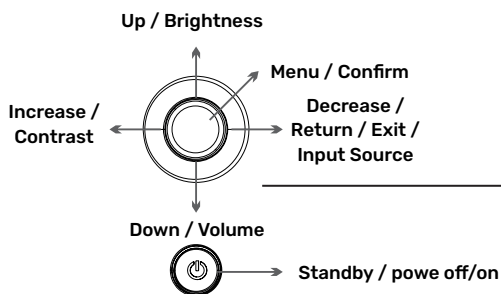 Up / Brightness
Menu / Confirm
Increase /
Contrast
Decrease /
Return / Exit /
Input Source
Down / Volume
Standby / powe off/on